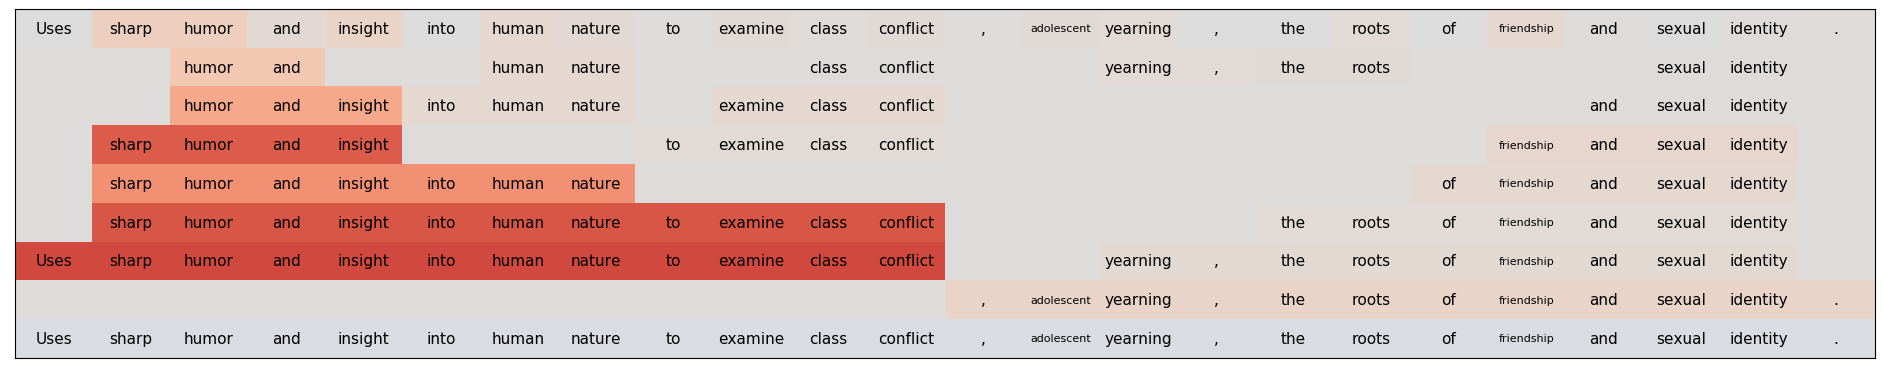 Uses sharp humor and insight into human nature to examine class conflict , adolescent yearning , the roots of friendship and sexual identity .
humor and human nature class conflict yearning , the roots sexual identity
humor and insight into human nature examine class conflict and sexual identity
sharp humor and insight to examine class conflict friendship and sexual identity
sharp humor and insight into human nature of friendship and sexual identity
sharp humor and insight into human nature to examine class conflict the roots of friendship and sexual identity
Uses sharp humor and insight into human nature to examine class conflict yearning , the roots of friendship and sexual identity
, adolescent yearning , the roots of friendship and sexual identity .
Uses sharp humor and insight into human nature to examine class conflict , adolescent yearning , the roots of friendship and sexual identity .